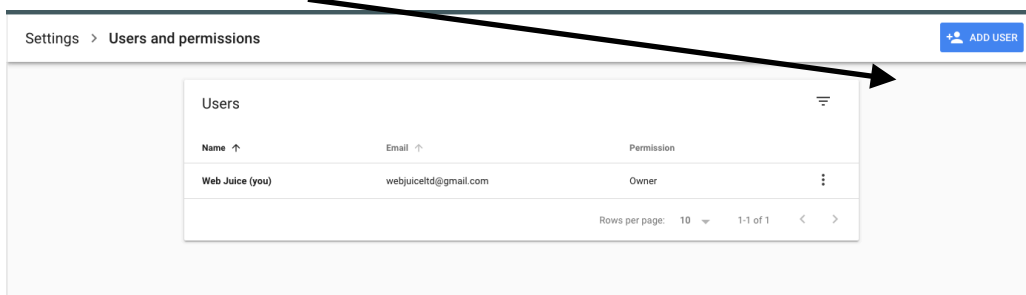 Settings > Users and permissions
ADD USER
Users
Name ↑ Email ↑ Permission
Web Juice (you) webjuiceltd@gmail.com Owner
Rows per page: 10 1-1 of 1 < >